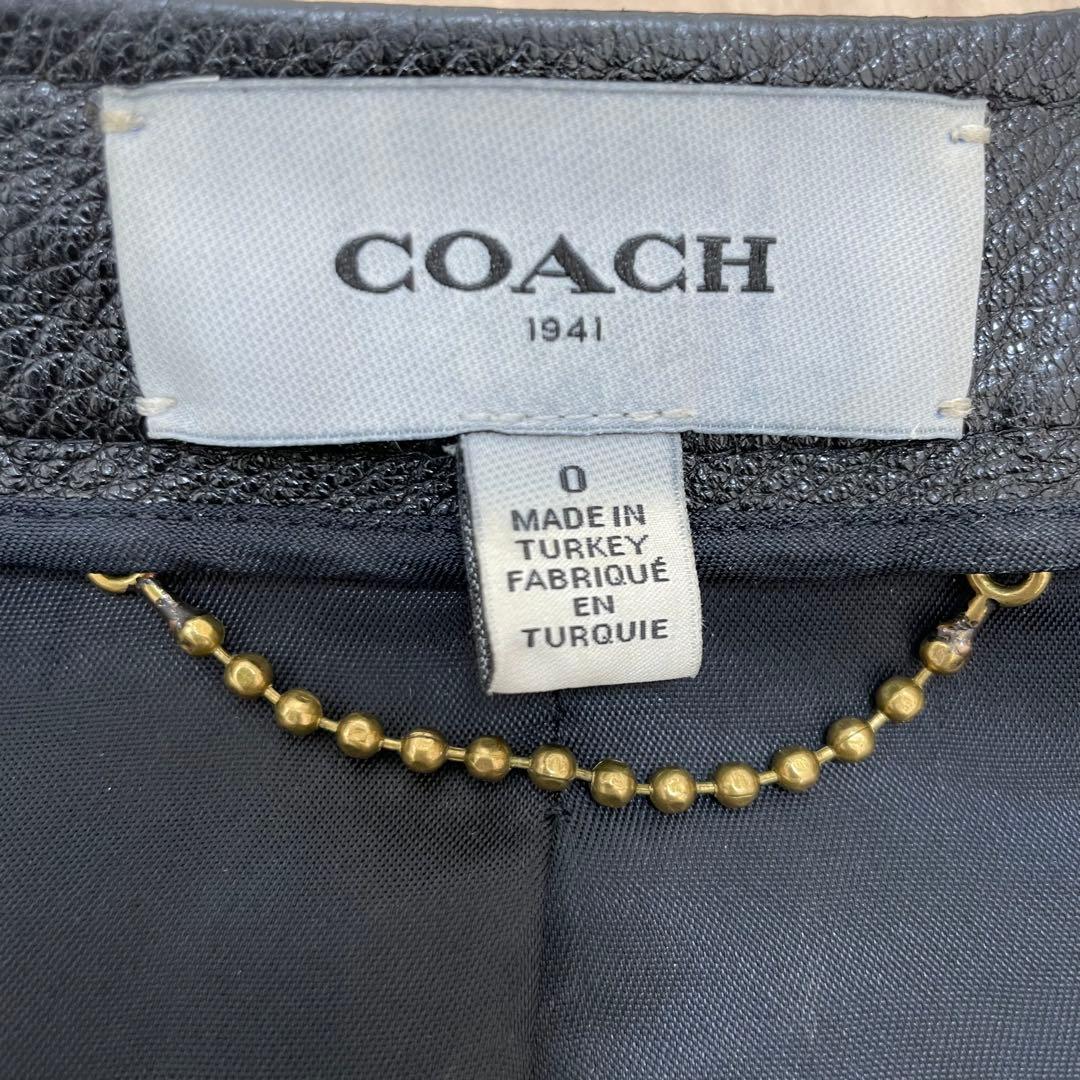 COACH
1941
0
MADE IN
TURKEY
FABRIQUÉ
EN
TURQUIE